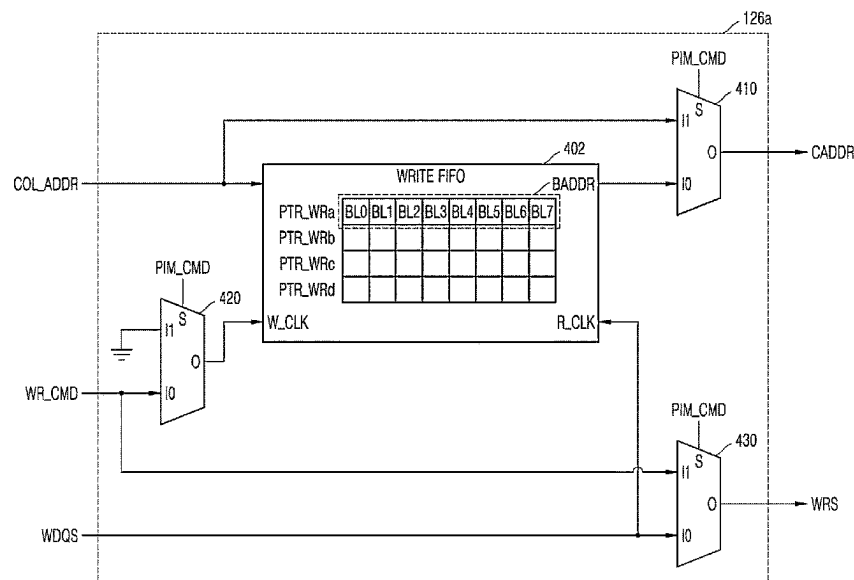 126a
PIM_CMD
410
S
I1
O
CADDR
I0
402
WRITE FIFO
BADDR
COL_ADDR
PTR_WRa BL0 BL1 BL2 BL3 BL4 BL5 BL6 BL7
PTR_WRb
PTR_WRc
PTR_WRd
PIM_CMD
420
S
I1
O
I0
W_CLK
R_CLK
WR_CMD
PIM_CMD
430
S
I1
O
WRS
I0
WDQS